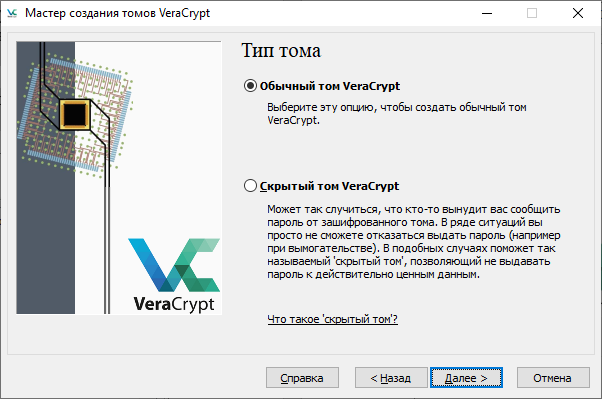 Мастер создания томов VeraCrypt
Тип тома
Обычный том VeraCrypt
Выберите эту опцию, чтобы создать обычный том
VeraCrypt.
Скрытый том VeraCrypt
Может так случиться, что кто-то вынудит вас сообщить
пароль от зашифрованного тома. В ряде ситуаций вы
просто не сможете отказаться выдать пароль (например
при вымогательстве). В подобных случаях поможет так
называемый 'скрытый том', позволяющий не выдавать
пароль к действительно ценным данным.
Что такое 'скрытый том'?
VeraCrypt
Справка
< Назад
Далее >
Отмена